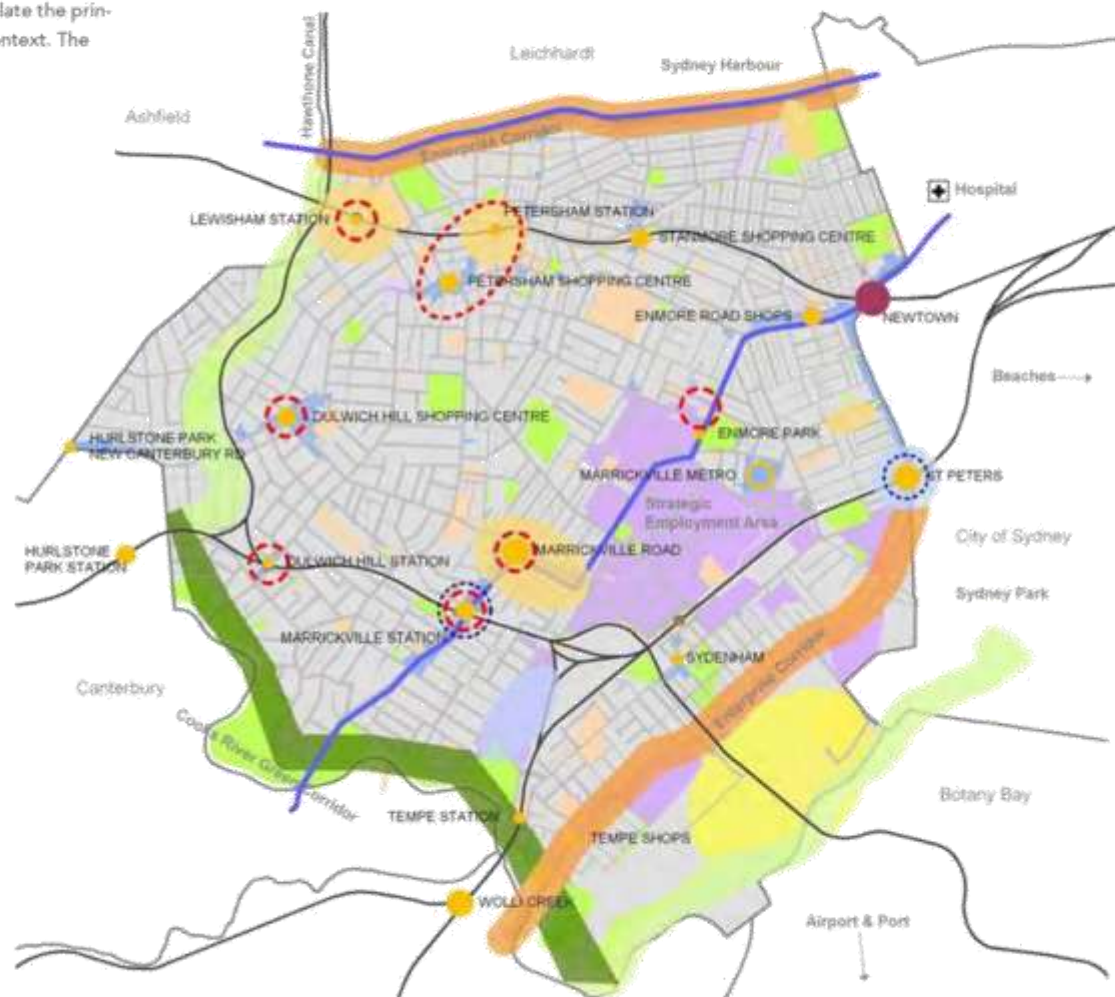 late the prin-
ntext. The
Hawthorne Canal
Leichhardt
Sydney Harbour
Ashfield
Enterprise Corridor
Hospital
LEWISHAM STATION
PETERSHAM STATION
STANMORE SHOPPING CENTRE
PETERSHAM SHOPPING CENTRE
ENMORE ROAD SHOPS
NEWTOWN
Beaches
DULWICH HILL SHOPPING CENTRE
ENMORE PARK
HURLSTONE PARK
NEW CANTERBURY RD
MARRICKVILLE METRO
ST PETERS
Strategic
Employment Area
City of Sydney
HURLSTONE
PARK STATION
DULWICH HILL STATION
MARRICKVILLE ROAD
Sydney Park
MARRICKVILLE STATION
SYDENHAM
Canterbury
Enterprise Corridor
Cooks River Green Corridor
Botany Bay
TEMPE STATION
TEMPE SHOPS
WOLLI CREEK
Airport & Port